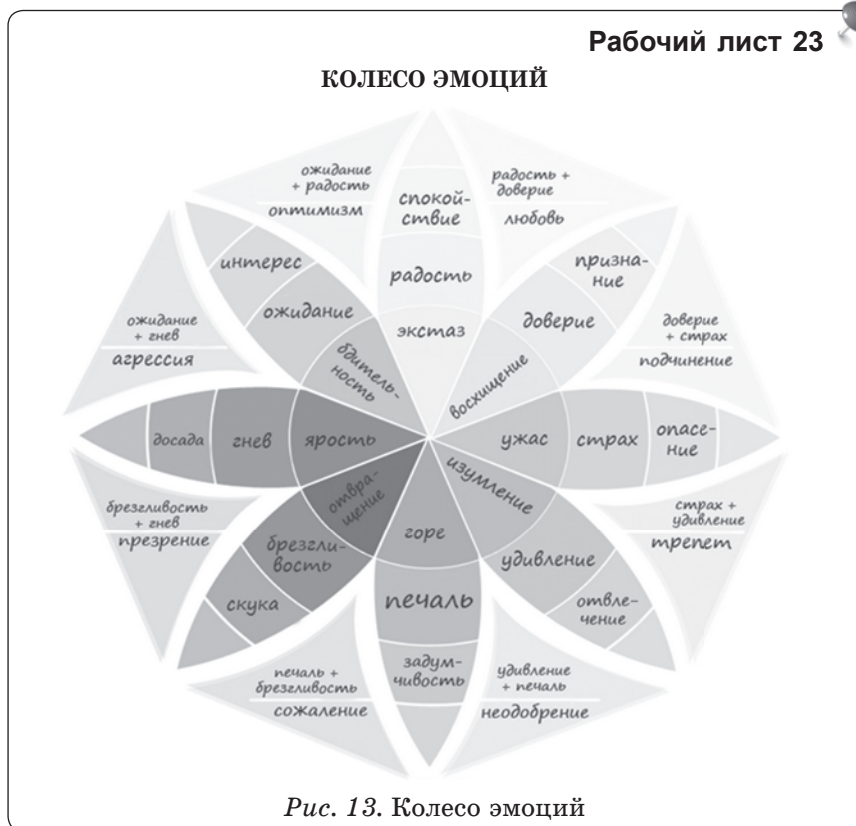 Рабочий лист 23
КОЛЕСО ЭМОЦИЙ
ожидание
+ радость
оптимизм
спокой-
ствие
радость +
доверие
любовь
интерес
радость
призна-
ние
ожидание
доверие
ожидание
+ гнев
агрессия
бдитель-
ность
экстаз
восхищение
доверие
+ страх
подчинение
досада
гнев
ярость
ужас
страх
опасе-
ние
брезгливость
+ гнев
презрение
отвра-
щение
изумление
страх +
удивление
трепет
брезгли-
вость
горе
удивление
скука
печаль
отвле-
чение
печаль +
брезгливость
сожаление
задум-
чивость
удивление
+ печаль
неодобрение
Рис. 13. Колесо эмоций